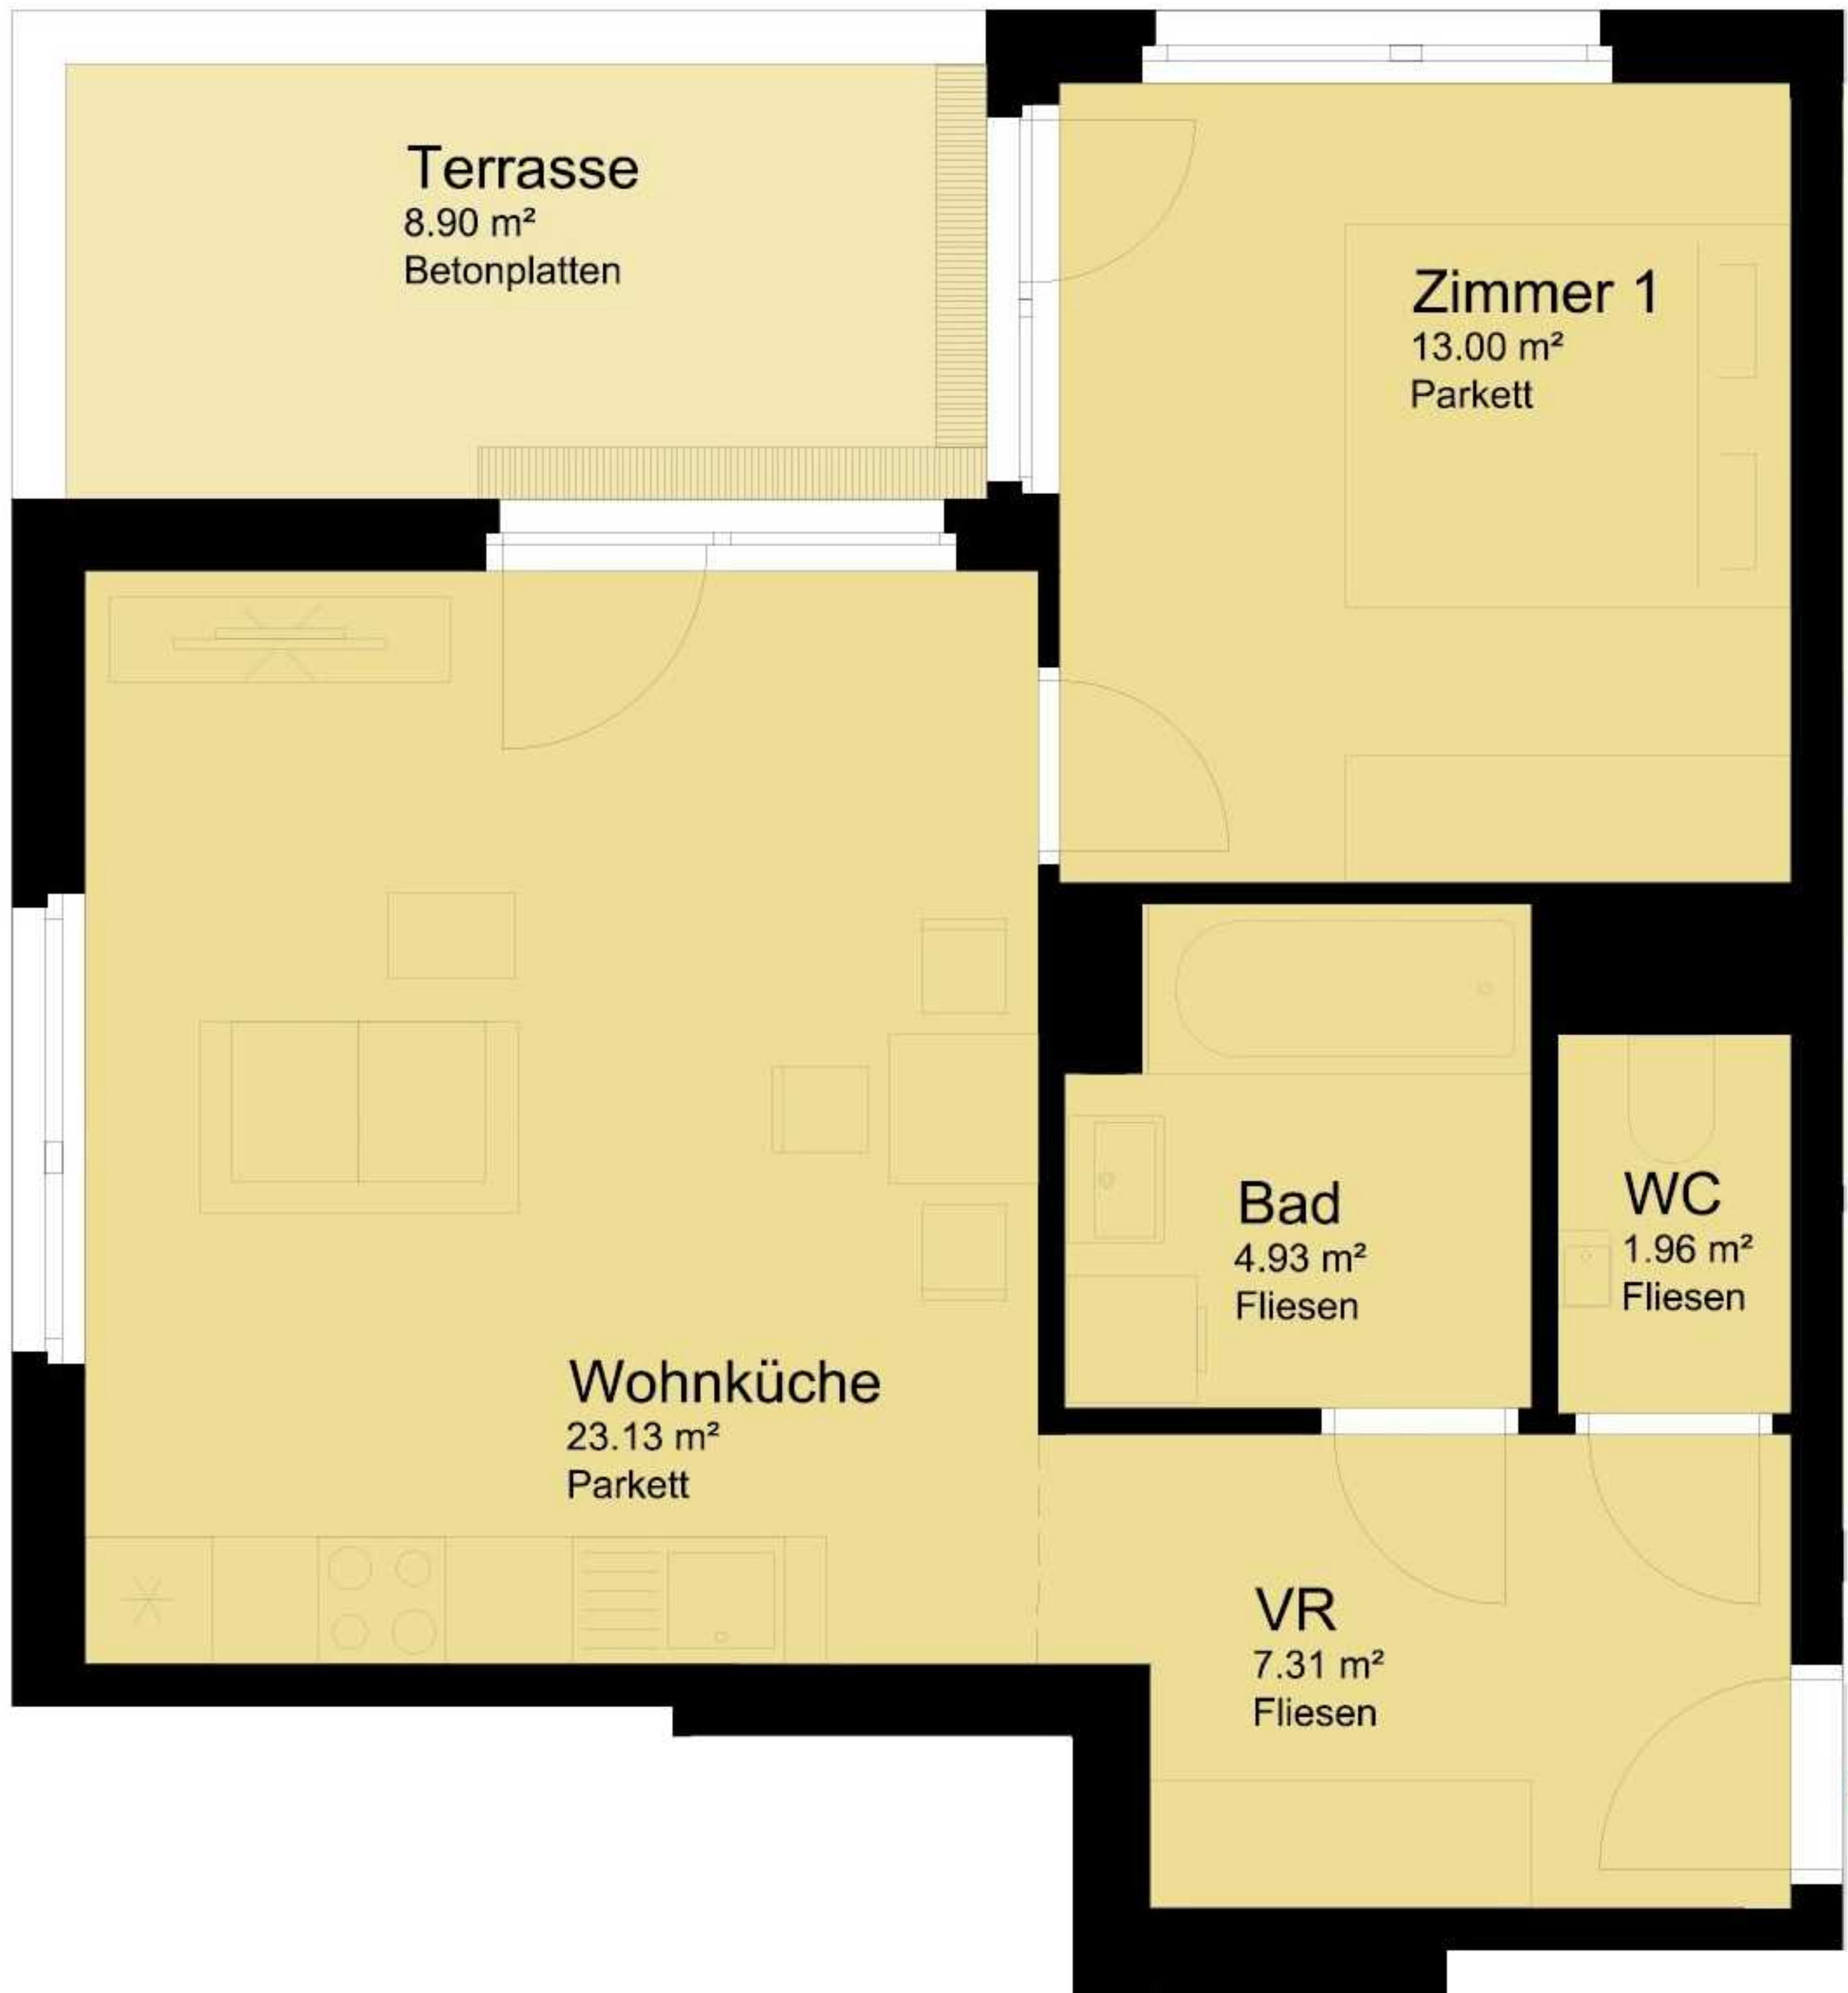 Terrasse
8.90 m²
Betonplatten
Zimmer 1
13.00 m²
Parkett
Bad
4.93 m²
Fliesen
WC
1.96 m²
Fliesen
Wohnküche
23.13 m²
Parkett
VR
7.31 m²
Fliesen